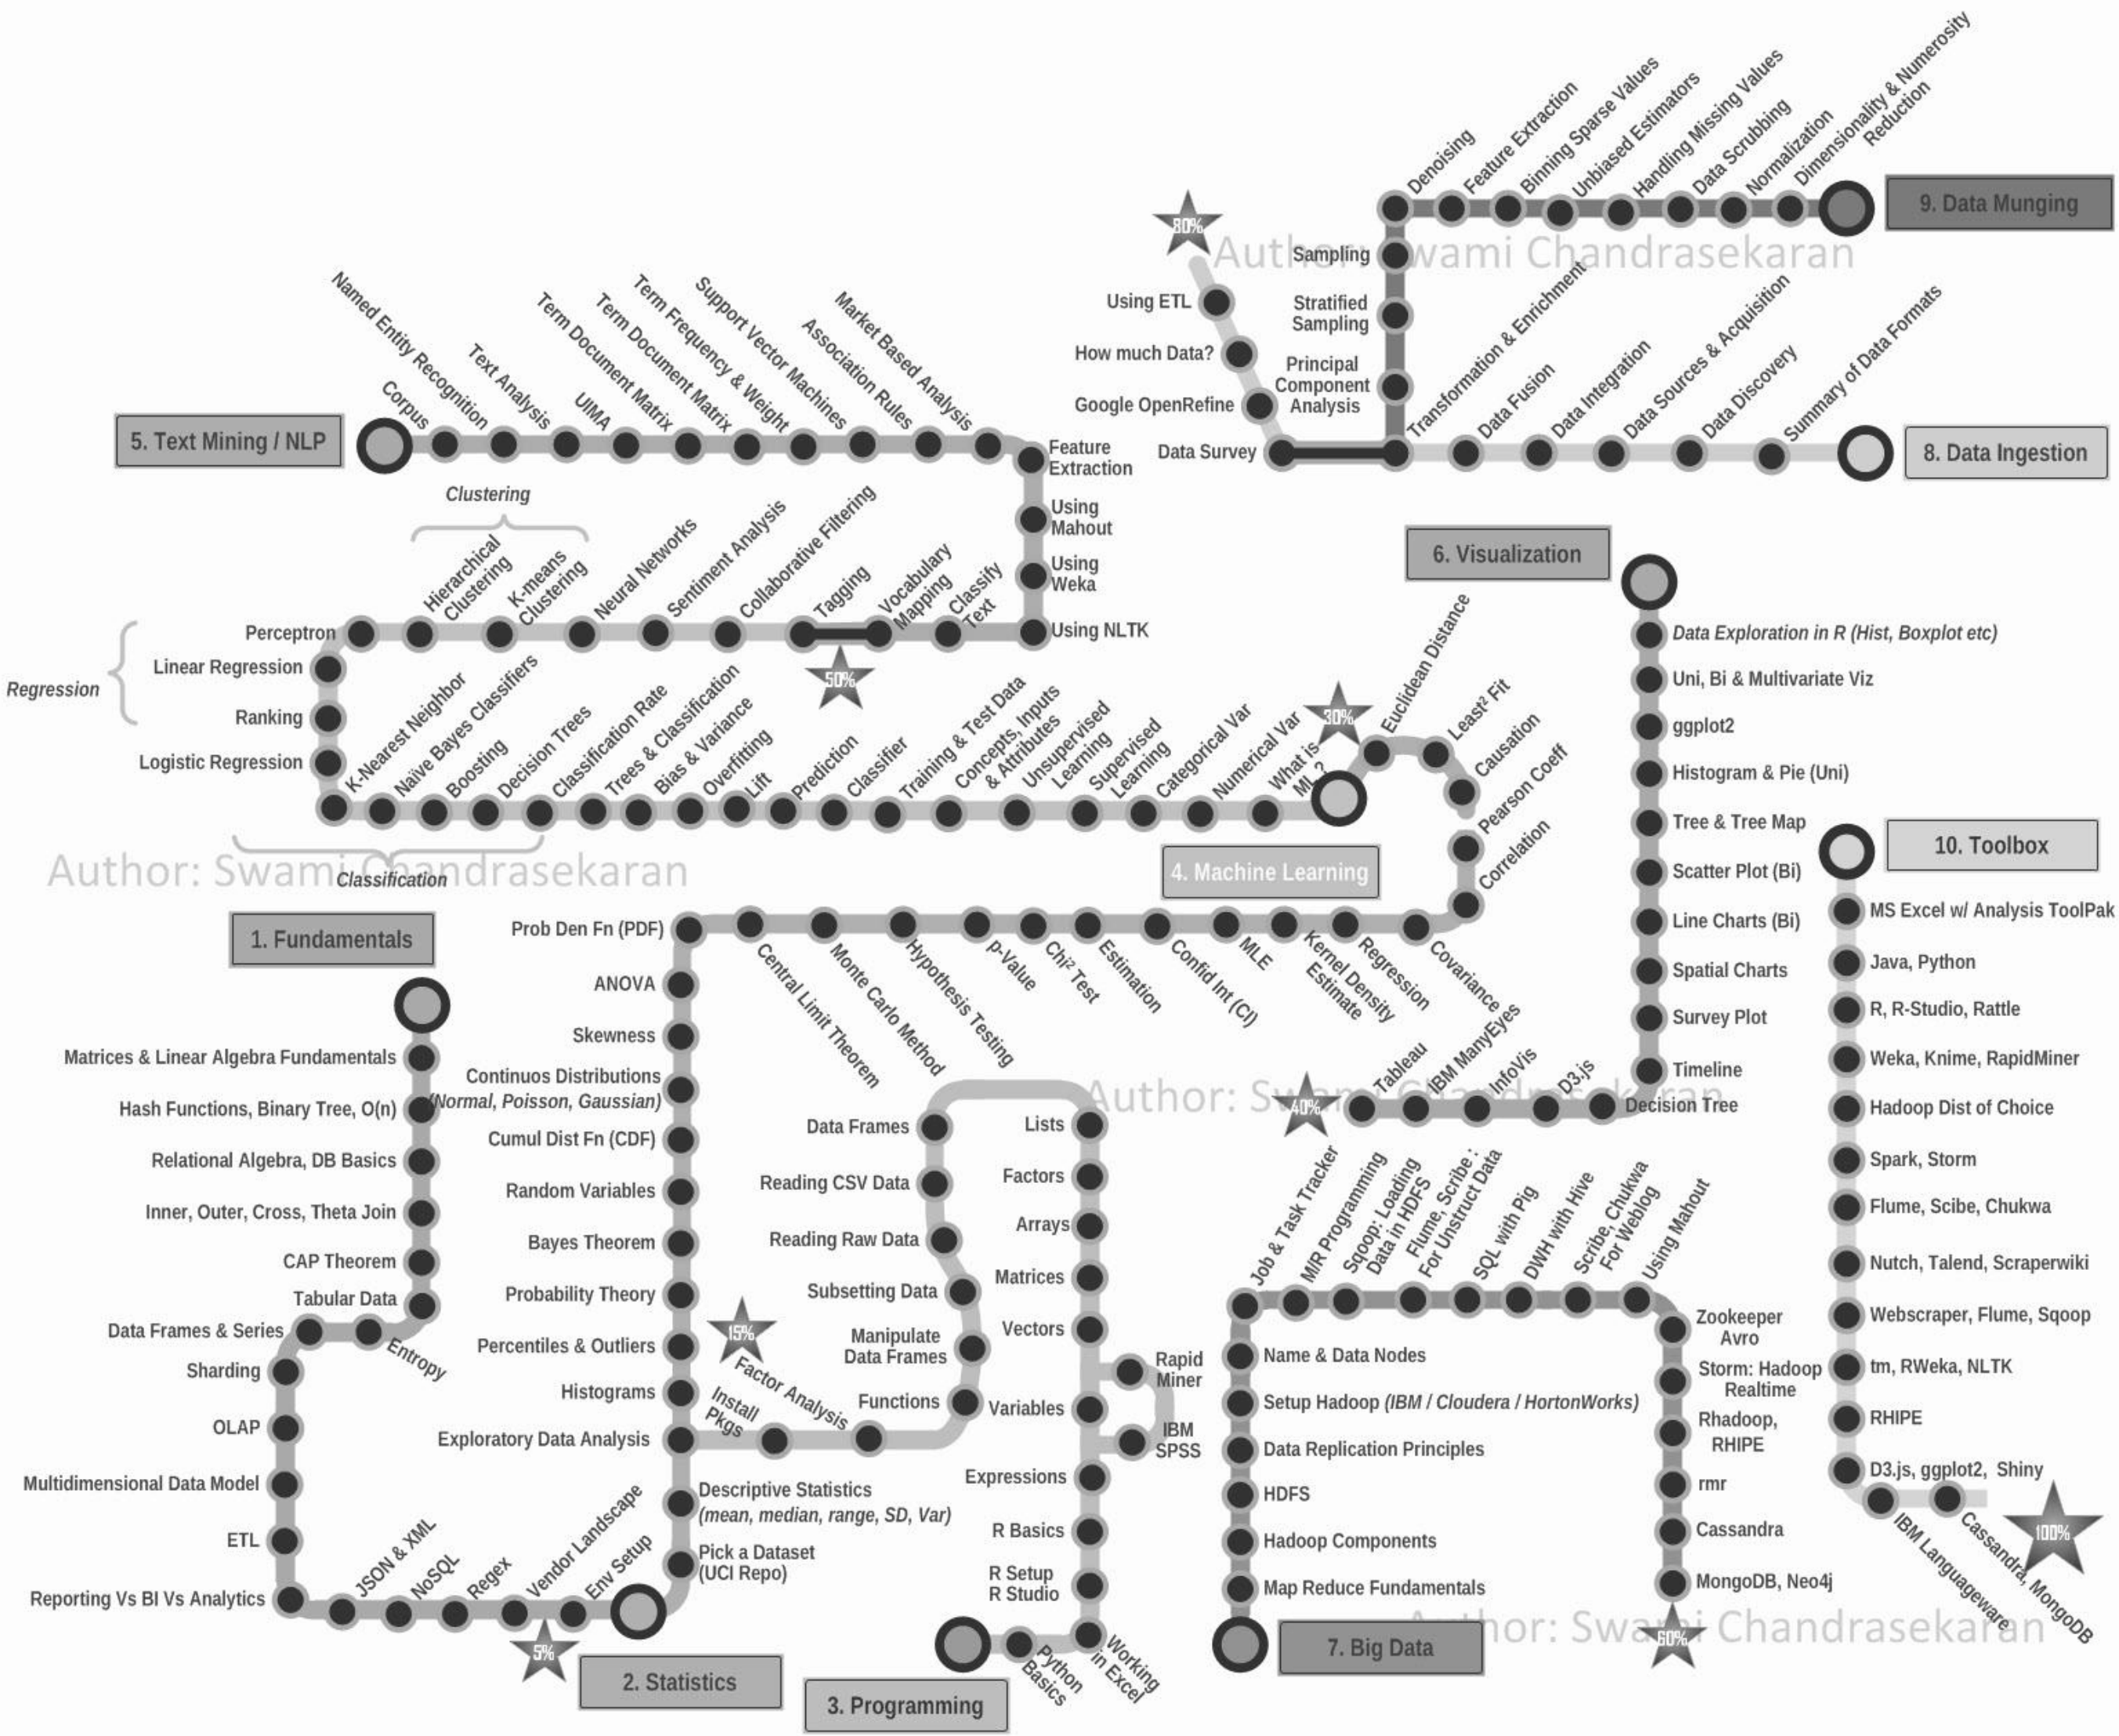 Denoising
Feature Extraction
Binning Sparse Values
Unbiased Estimators
Handling Missing Values
Data Scrubbing
Normalization
Dimensionality & Numerosity
Reduction
9. Data Munging
80%
Author: Swami Chandrasekaran
Sampling
Using ETL
Stratified
Sampling
How much Data?
Principal
Component
Analysis
Google OpenRefine
Data Survey
Transformation & Enrichment
Data Fusion
Data Integration
Data Sources & Acquisition
Data Discovery
Summary of Data Formats
8. Data Ingestion
5. Text Mining / NLP
Corpus
Named Entity Recognition
Text Analysis
UIMA
Term Document Matrix
Term Document Matrix
Term Frequency & Weight
Support Vector Machines
Association Rules
Market Based Analysis
Feature
Extraction
Using
Mahout
Using
Weka
Using NLTK
Clustering
Hierarchical
Clustering
K-means
Clustering
Neural Networks
Sentiment Analysis
Collaborative Filtering
Tagging
Vocabulary
Mapping
Classify
Text
50%
Perceptron
Linear Regression
Regression
Ranking
Logistic Regression
K-Nearest Neighbor
Naïve Bayes Classifiers
Boosting
Decision Trees
Classification Rate
Trees & Classification
Bias & Variance
Overfitting
Lift
Prediction
Classifier
Training & Test Data
Concepts, Inputs
& Attributes
Unsupervised
Learning
Supervised
Learning
Categorical Var
Numerical Var
What is
ML ?
30%
4. Machine Learning
Classification
Author: Swami Chandrasekaran
Euclidean Distance
Least² Fit
Causation
Pearson Coeff
Correlation
6. Visualization
Data Exploration in R (Hist, Boxplot etc)
Uni, Bi & Multivariate Viz
ggplot2
Histogram & Pie (Uni)
Tree & Tree Map
Scatter Plot (Bi)
Line Charts (Bi)
Spatial Charts
Survey Plot
Timeline
Decision Tree
D3.js
InfoVis
IBM ManyEyes
Tableau
40%
Author: Swami Chandrasekaran
10. Toolbox
MS Excel w/ Analysis ToolPak
Java, Python
R, R-Studio, Rattle
Weka, Knime, RapidMiner
Hadoop Dist of Choice
Spark, Storm
Flume, Scibe, Chukwa
Nutch, Talend, Scraperwiki
Webscraper, Flume, Sqoop
tm, RWeka, NLTK
RHIPE
D3.js, ggplot2, Shiny
IBM Languageware
Cassandra, MongoDB
100%
1. Fundamentals
Matrices & Linear Algebra Fundamentals
Hash Functions, Binary Tree, O(n)
Relational Algebra, DB Basics
Inner, Outer, Cross, Theta Join
CAP Theorem
Tabular Data
Entropy
Data Frames & Series
Sharding
OLAP
Multidimensional Data Model
ETL
Reporting Vs BI Vs Analytics
JSON & XML
NoSQL
Regex
Vendor Landscape
Env Setup
5%
2. Statistics
Pick a Dataset
(UCI Repo)
Descriptive Statistics
(mean, median, range, SD, Var)
Exploratory Data Analysis
Histograms
Percentiles & Outliers
Probability Theory
Bayes Theorem
Random Variables
Cumul Dist Fn (CDF)
Continuos Distributions
(Normal, Poisson, Gaussian)
Skewness
ANOVA
Prob Den Fn (PDF)
Central Limit Theorem
Monte Carlo Method
Hypothesis Testing
p-Value
Chi² Test
Estimation
Confid Int (CI)
MLE
Kernel Density
Estimate
Regression
Covariance
15%
Install
Pkgs
Factor Analysis
Functions
Manipulate
Data Frames
Subsetting Data
Reading Raw Data
Reading CSV Data
Data Frames
Lists
Factors
Arrays
Matrices
Vectors
Rapid
Miner
Variables
IBM
SPSS
Expressions
R Basics
R Setup
R Studio
Working
in Excel
Python
Basics
3. Programming
7. Big Data
Map Reduce Fundamentals
Hadoop Components
HDFS
Data Replication Principles
Setup Hadoop (IBM / Cloudera / HortonWorks)
Name & Data Nodes
Job & Task Tracker
M/R Programming
Sqoop: Loading
Data in HDFS
Flume, Scribe :
For Unstruct Data
SQL with Pig
DWH with Hive
Scribe, Chukwa
For Weblog
Using Mahout
Zookeeper
Avro
Storm: Hadoop
Realtime
Rhadoop,
RHIPE
rmr
Cassandra
MongoDB, Neo4j
60%
Author: Swami Chandrasekaran